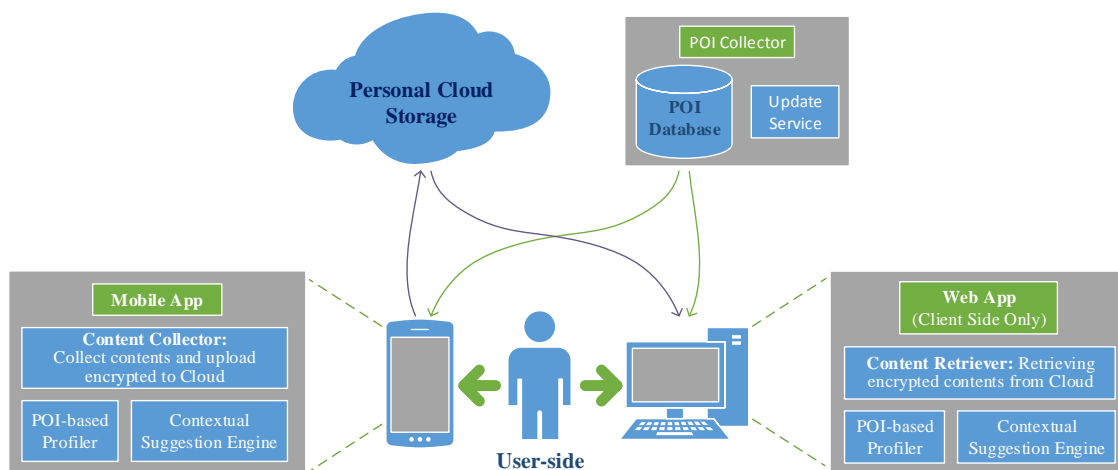 Personal Cloud
Storage
POI Collector
POI
Database
Update
Service
Mobile App
Content Collector:
Collect contents and upload
encrypted to Cloud
POI-based
Profiler
Contextual
Suggestion Engine
User-side
Web App
(Client Side Only)
Content Retriever: Retrieving
encrypted contents from Cloud
POI-based
Profiler
Contextual
Suggestion Engine